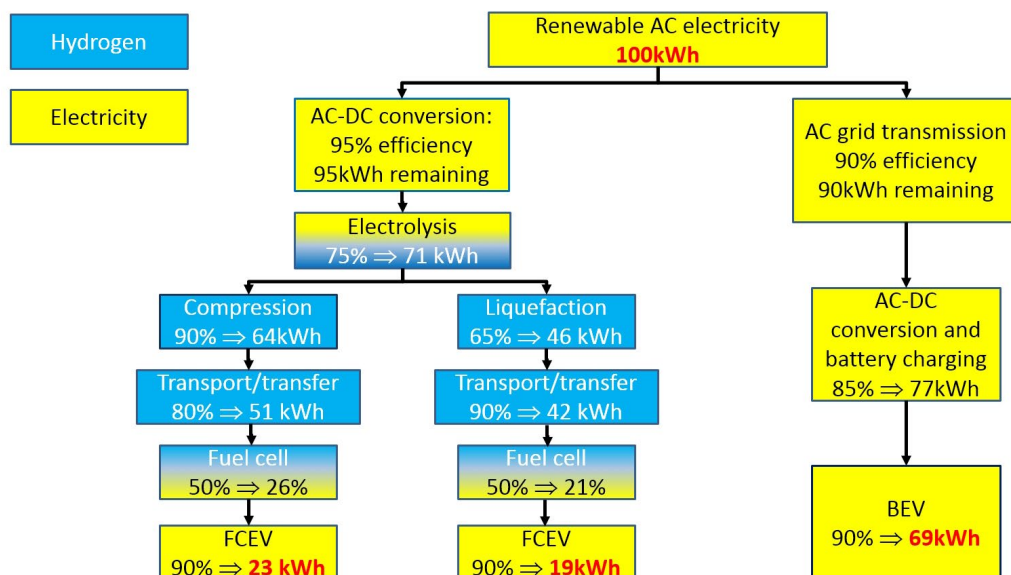 Hydrogen
Electricity
Renewable AC electricity
100kWh
AC-DC conversion:
95% efficiency
95kWh remaining
Electrolysis
75% ⇒ 71 kWh
Compression
90% ⇒ 64kWh
Transport/transfer
80% ⇒ 51 kWh
Fuel cell
50% ⇒ 26%
FCEV
90% ⇒ 23 kWh
Liquefaction
65% ⇒ 46 kWh
Transport/transfer
90% ⇒ 42 kWh
Fuel cell
50% ⇒ 21%
FCEV
90% ⇒ 19kWh
AC grid transmission
90% efficiency
90kWh remaining
AC-DC
conversion and
battery charging
85% ⇒ 77kWh
BEV
90% ⇒ 69kWh